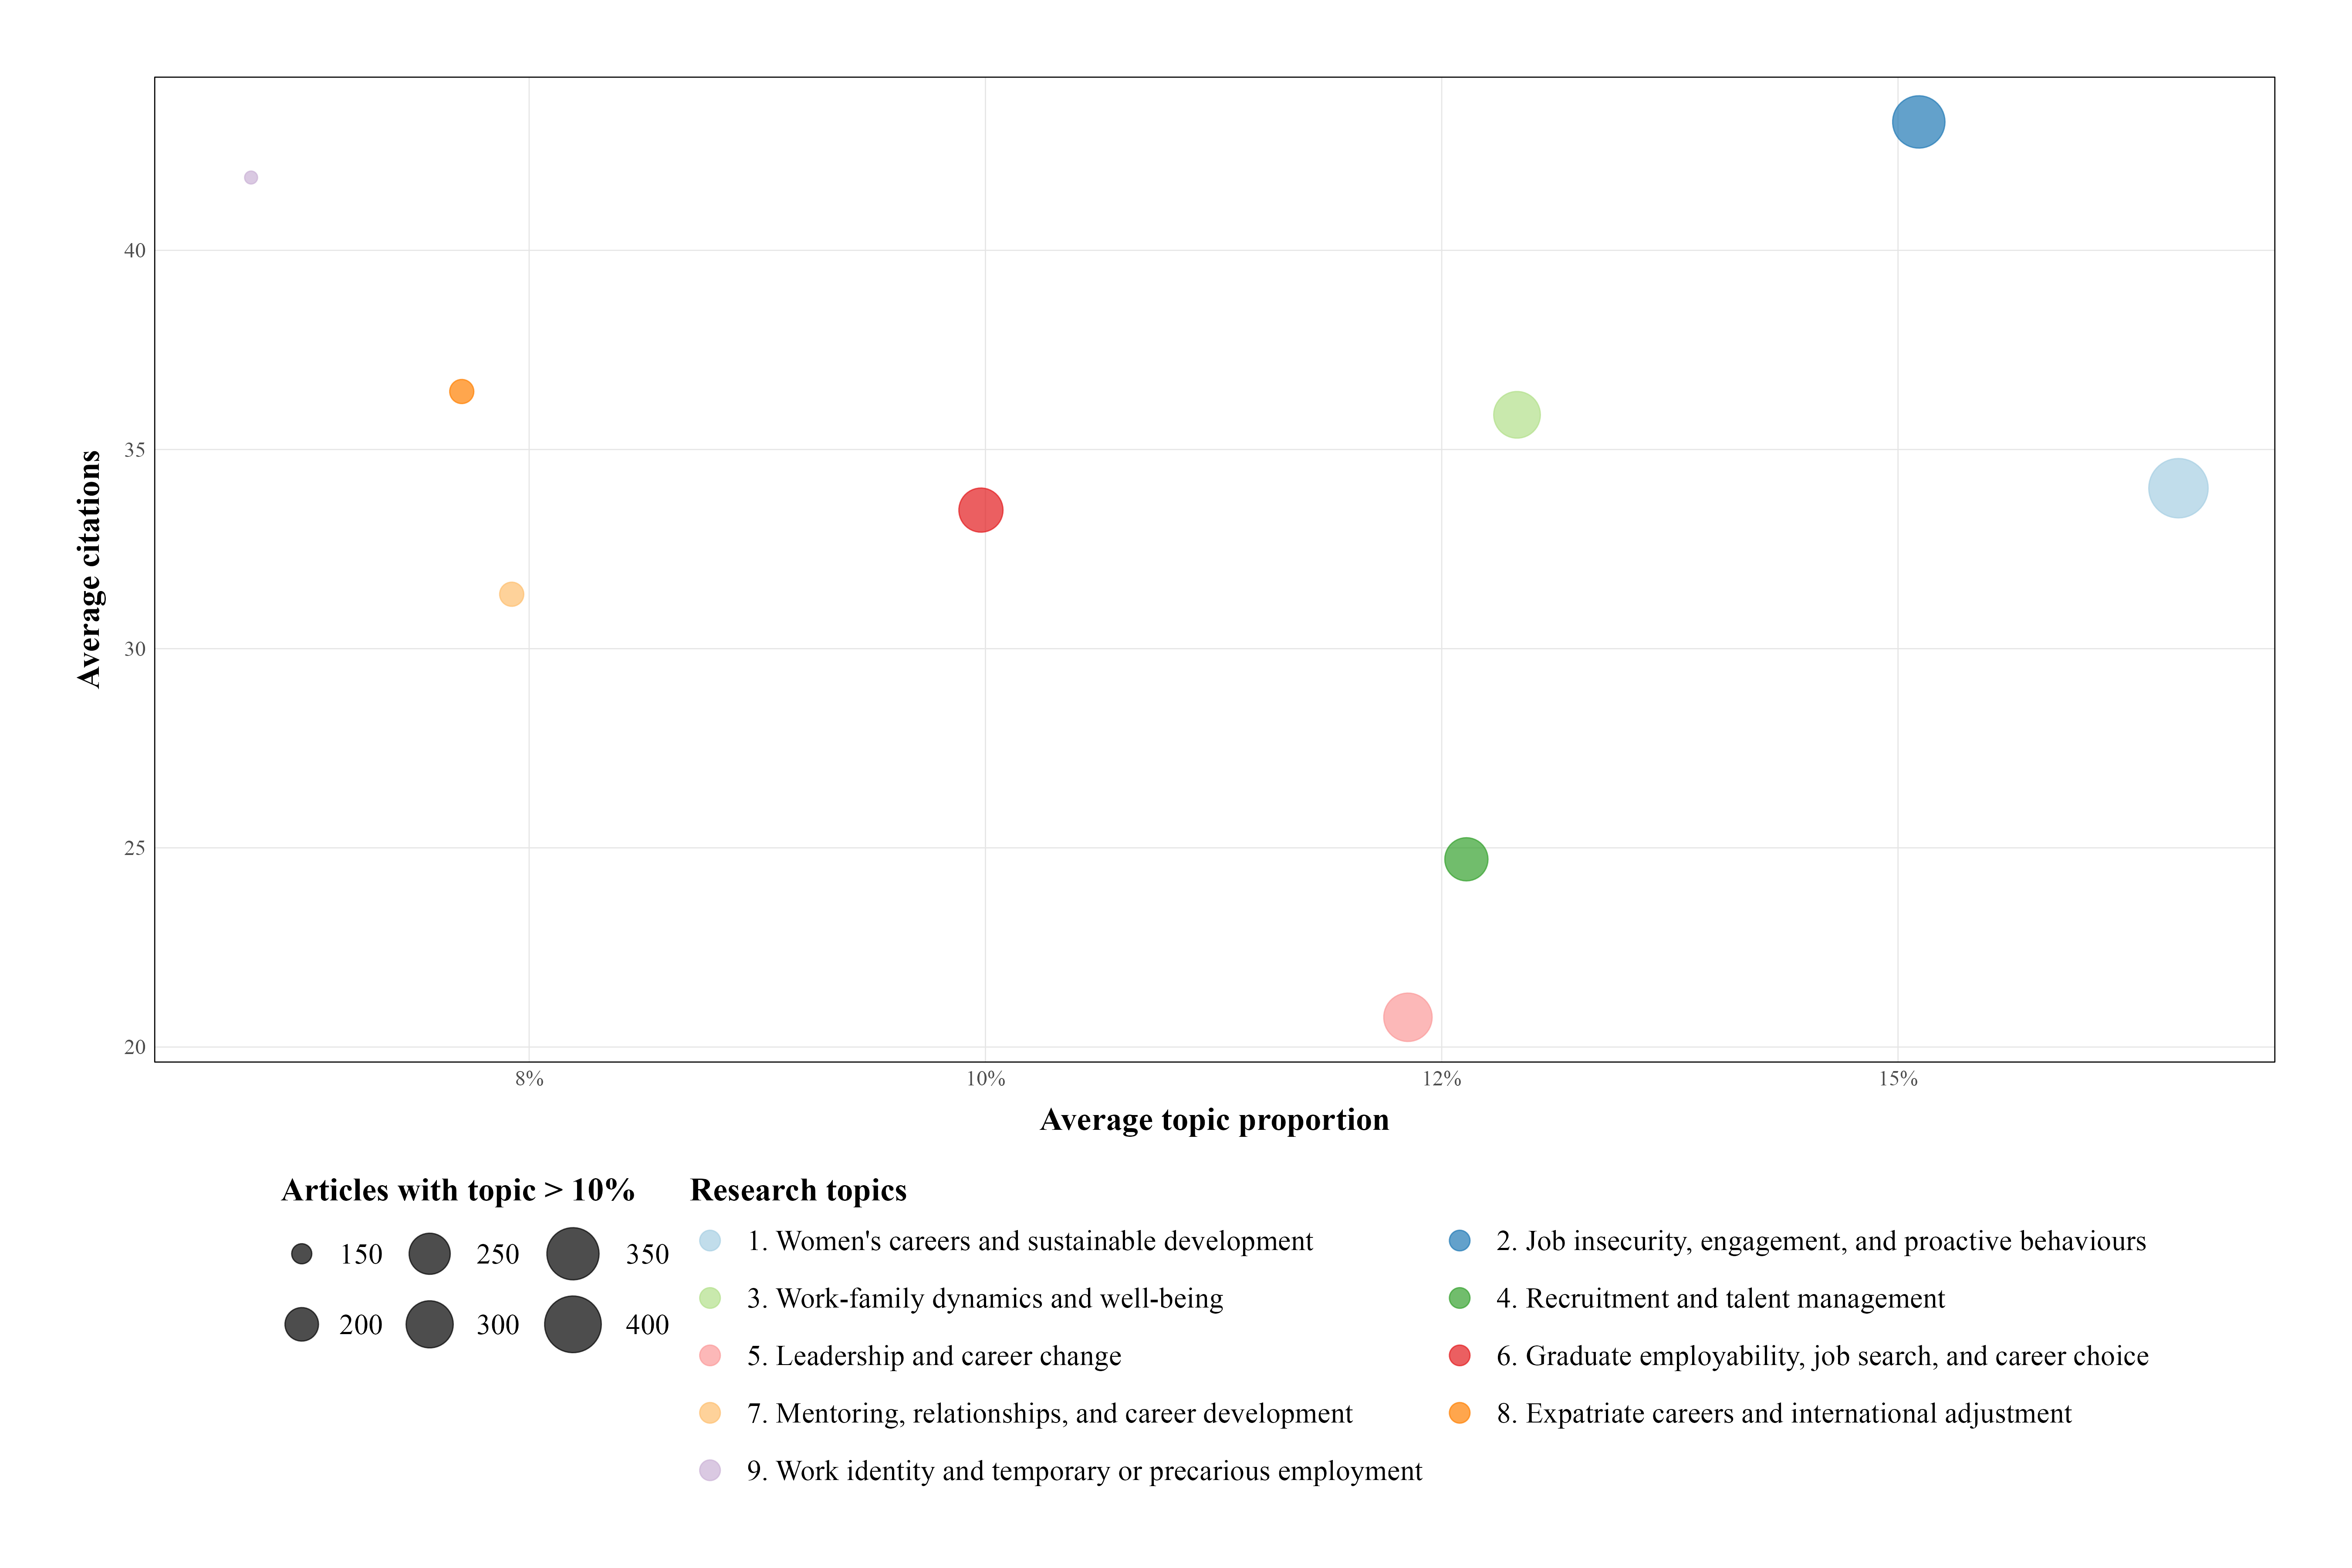 Average citations
40
35
30
25
20
8%
10%
12%
15%
Average topic proportion
Articles with topic > 10%
150
250
350
200
300
400
Research topics
1. Women's careers and sustainable development
2. Job insecurity, engagement, and proactive behaviours
3. Work-family dynamics and well-being
4. Recruitment and talent management
5. Leadership and career change
6. Graduate employability, job search, and career choice
7. Mentoring, relationships, and career development
8. Expatriate careers and international adjustment
9. Work identity and temporary or precarious employment